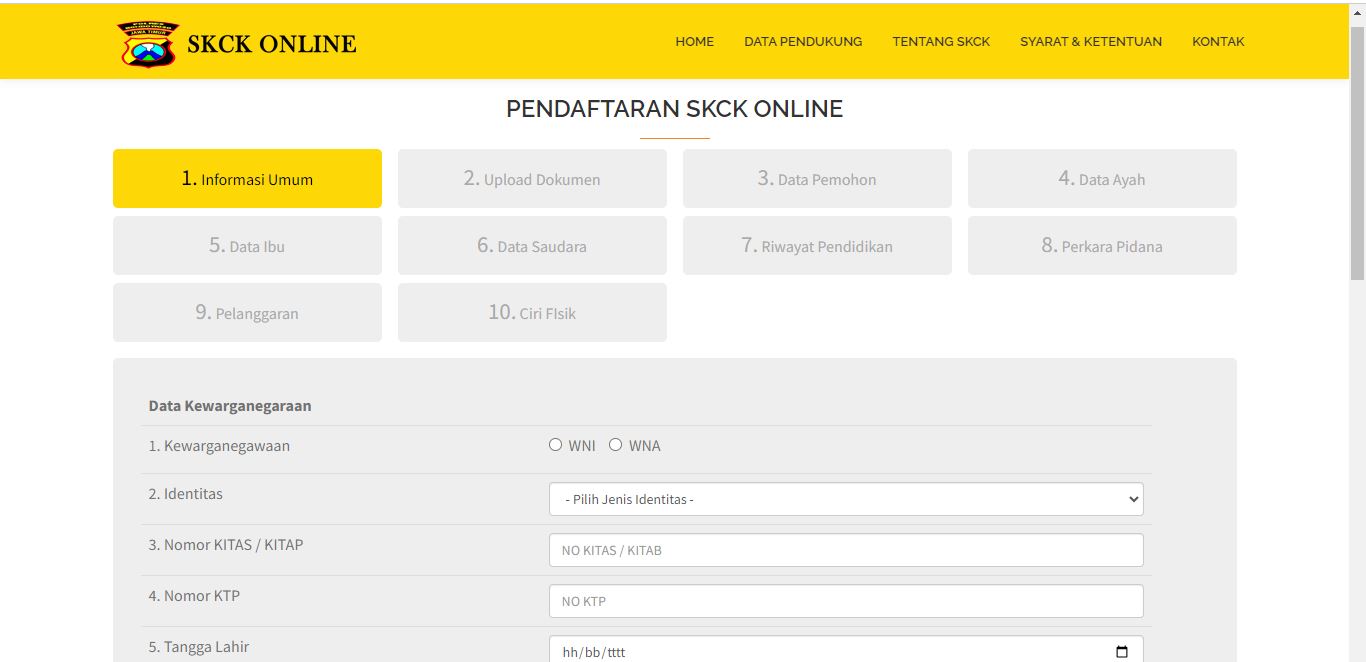 JAWA TIMUR
SKCK ONLINE
HOME DATA PENDUKUNG TENTANG SKCK SYARAT & KETENTUAN KONTAK
PENDAFTARAN SKCK ONLINE
1. Informasi Umum
2. Upload Dokumen
3. Data Pemohon
4. Data Ayah
5. Data Ibu
6. Data Saudara
7. Riwayat Pendidikan
8. Perkara Pidana
9. Pelanggaran
10. Ciri FIsik
Data Kewarganegaraan
1. Kewarganegawaan WNI WNA
2. Identitas - Pilih Jenis Identitas -
3. Nomor KITAS / KITAP NO KITAS / KITAB
4. Nomor KTP NO KTP
5. Tangga Lahir hh/bb/tttt